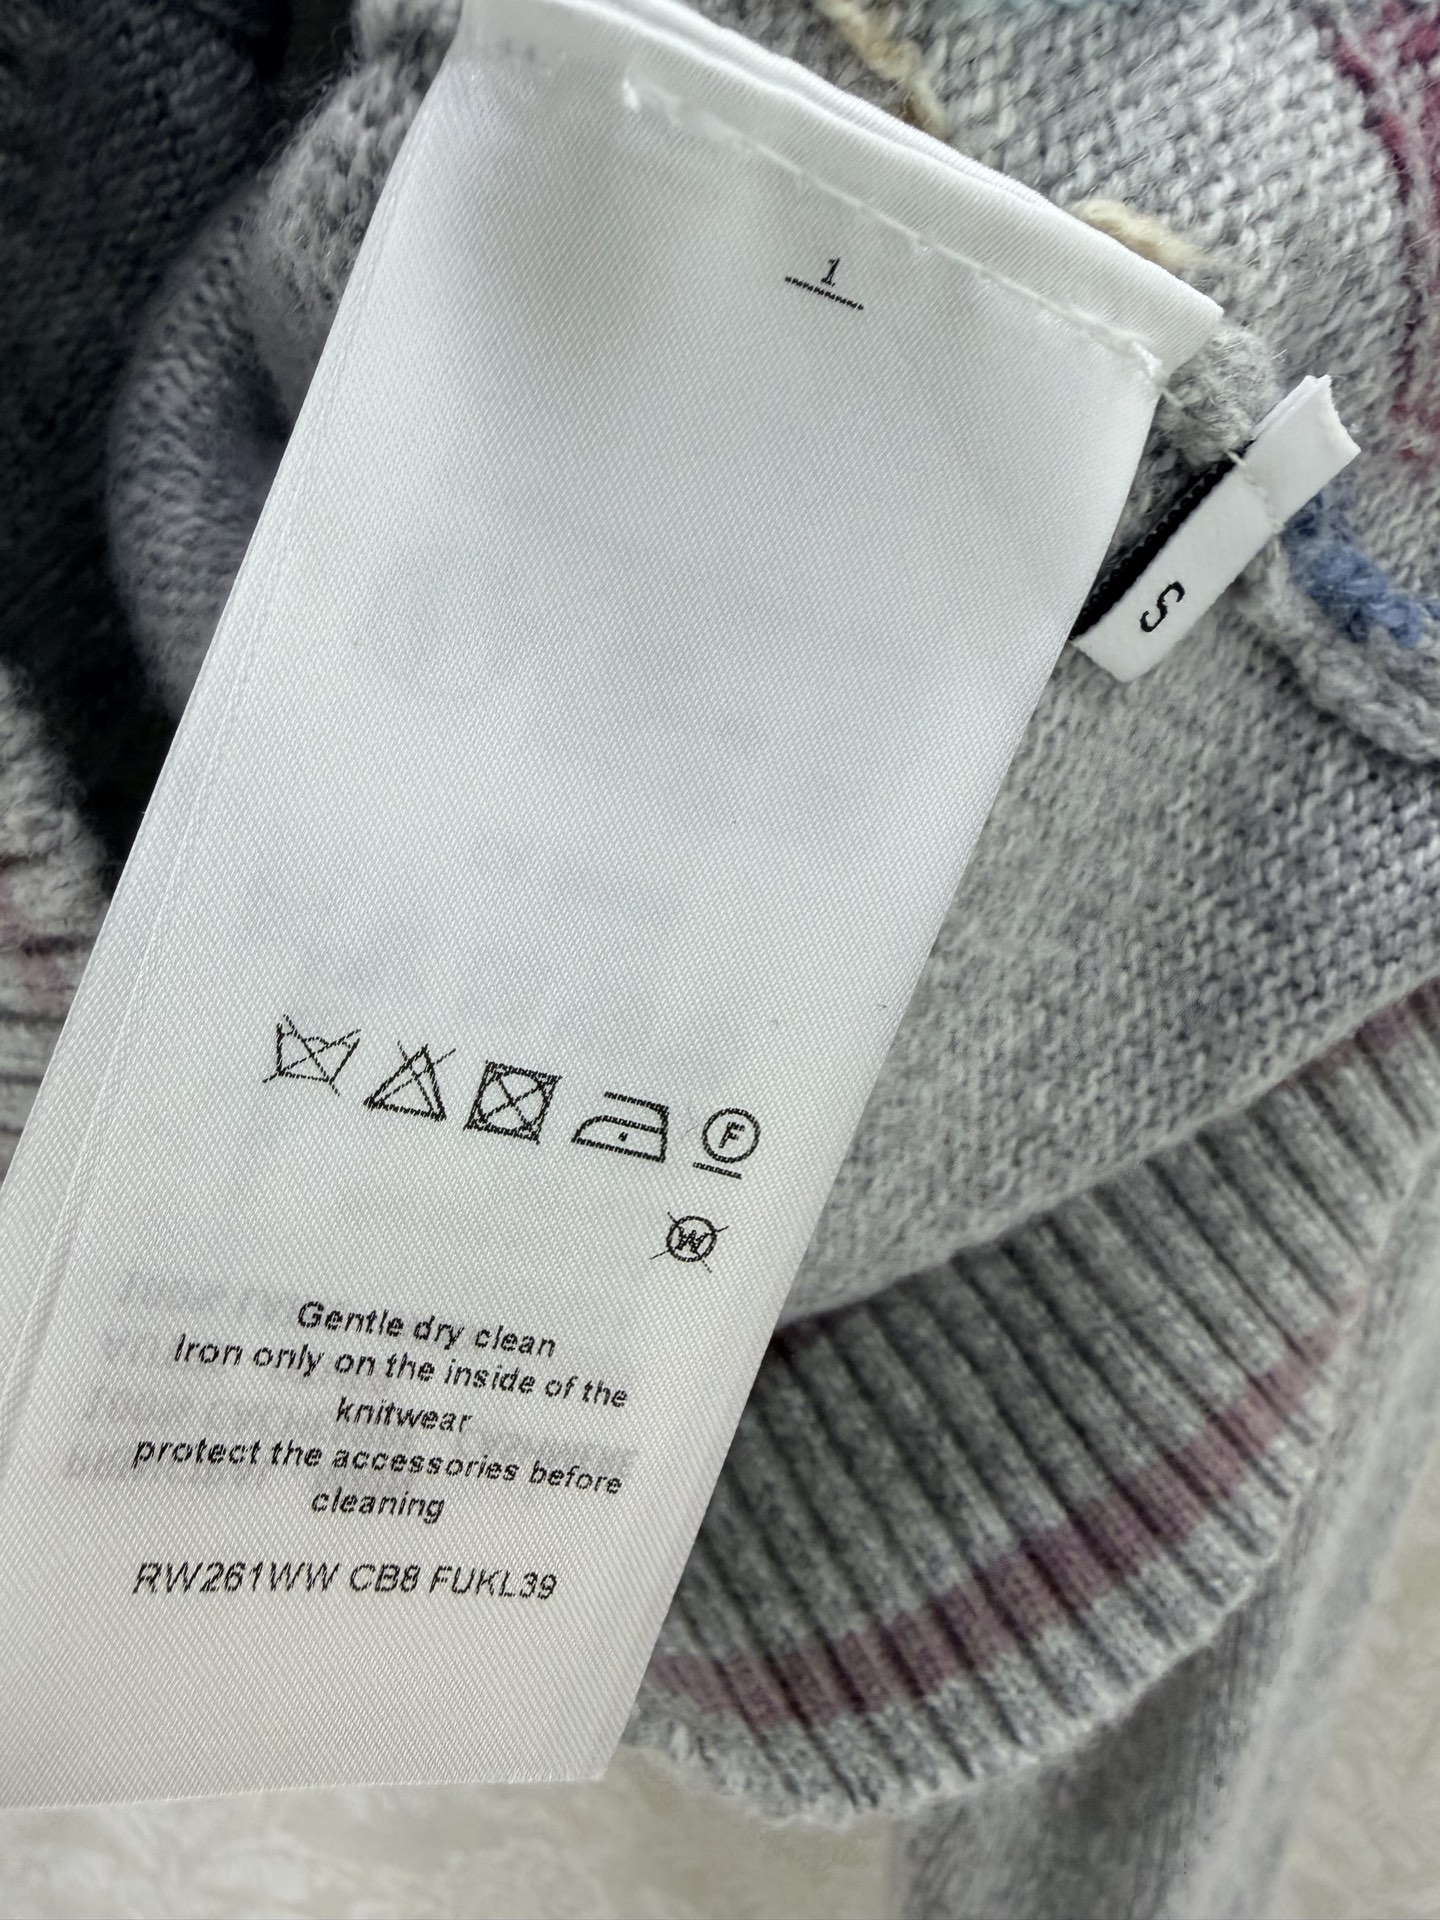 1
S
F
W
Gentle dry clean
Iron only on the inside of the
knitwear
protect the accessories before
cleaning
RW261WW CB8 FUKL39